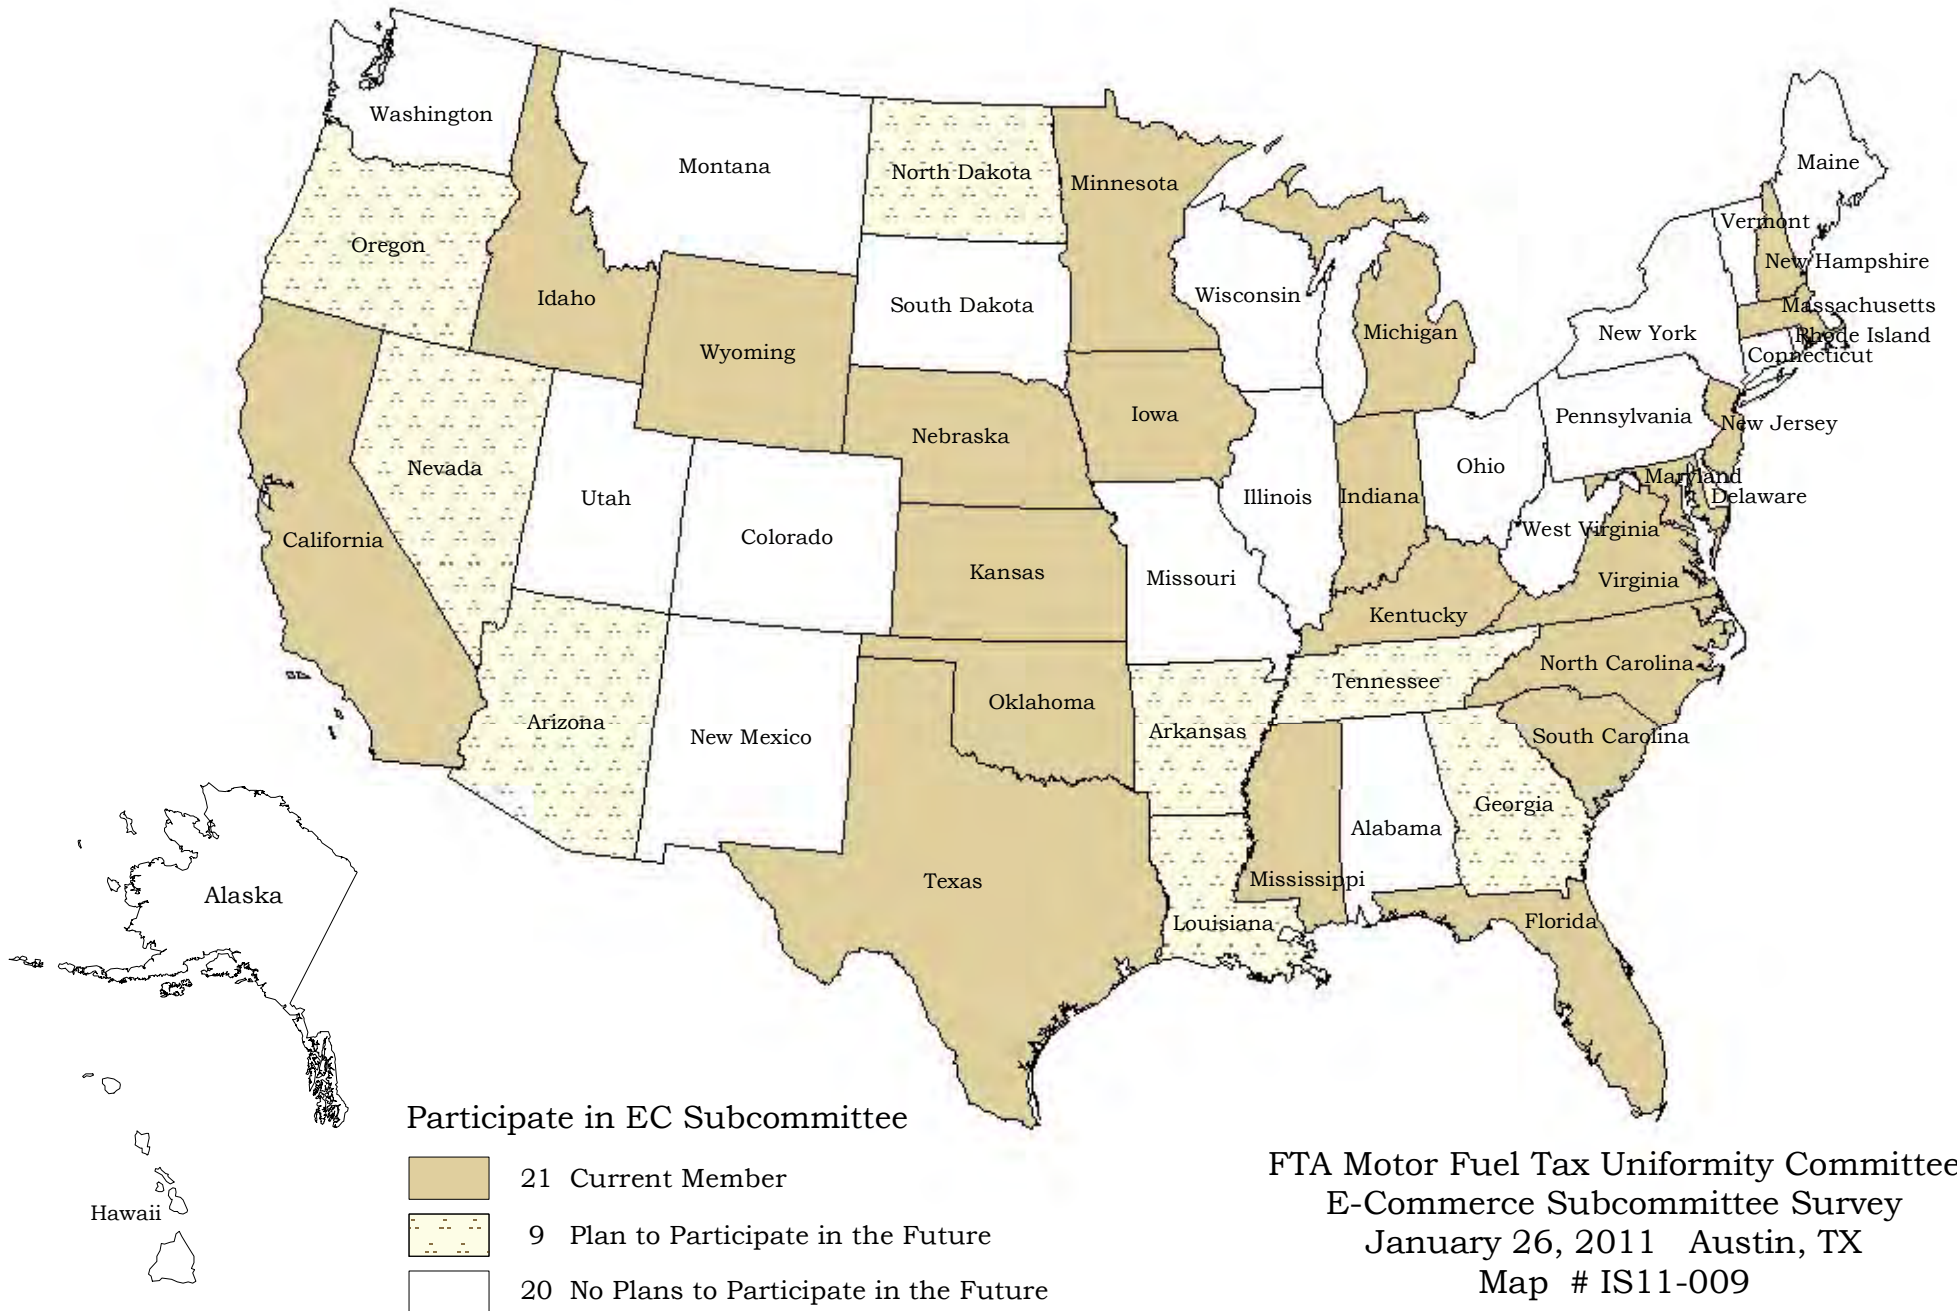 Washington
Montana
North Dakota
Minnesota
Maine
Vermont
Oregon
New Hampshire
Idaho
South Dakota
Wisconsin
Massachusetts
Michigan
New York
Rhode Island
Wyoming
Connecticut
Iowa
Pennsylvania
New Jersey
Nebraska
Nevada
Ohio
Maryland
Utah
Illinois
Indiana
Delaware
West Virginia
California
Colorado
Kansas
Missouri
Virginia
Kentucky
North Carolina
Tennessee
Oklahoma
Arizona
New Mexico
Arkansas
South Carolina
Georgia
Alabama
Texas
Mississippi
Alaska
Louisiana
Florida
Hawaii
Participate in EC Subcommittee
21 Current Member
9 Plan to Participate in the Future
20 No Plans to Participate in the Future
FTA Motor Fuel Tax Uniformity Committee
E-Commerce Subcommittee Survey
January 26, 2011 Austin, TX
Map # IS11-009